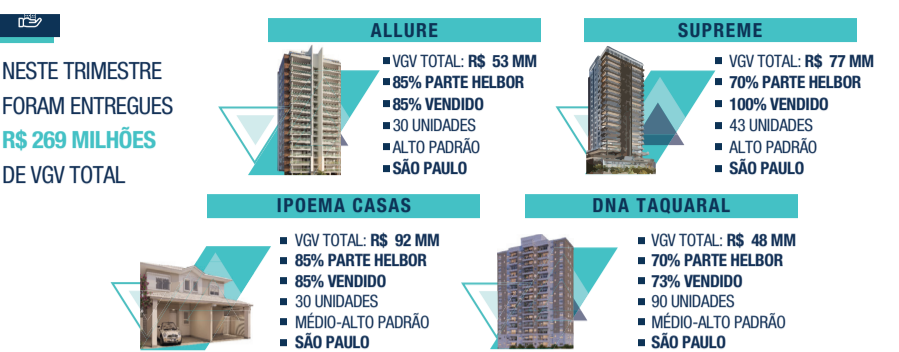 NESTE TRIMESTRE
FORAM ENTREGUES
R$ 269 MILHÕES
DE VGV TOTAL
ALLURE
VGV TOTAL: R$ 53 MM
85% PARTE HELBOR
85% VENDIDO
30 UNIDADES
ALTO PADRÃO
SÃO PAULO
SUPREME
VGV TOTAL: R$ 77 MM
70% PARTE HELBOR
100% VENDIDO
43 UNIDADES
ALTO PADRÃO
SÃO PAULO
IPOEMA CASAS
VGV TOTAL: R$ 92 MM
85% PARTE HELBOR
85% VENDIDO
30 UNIDADES
MÉDIO-ALTO PADRÃO
SÃO PAULO
DNA TAQUARAL
VGV TOTAL: R$ 48 MM
70% PARTE HELBOR
73% VENDIDO
90 UNIDADES
MÉDIO-ALTO PADRÃO
SÃO PAULO